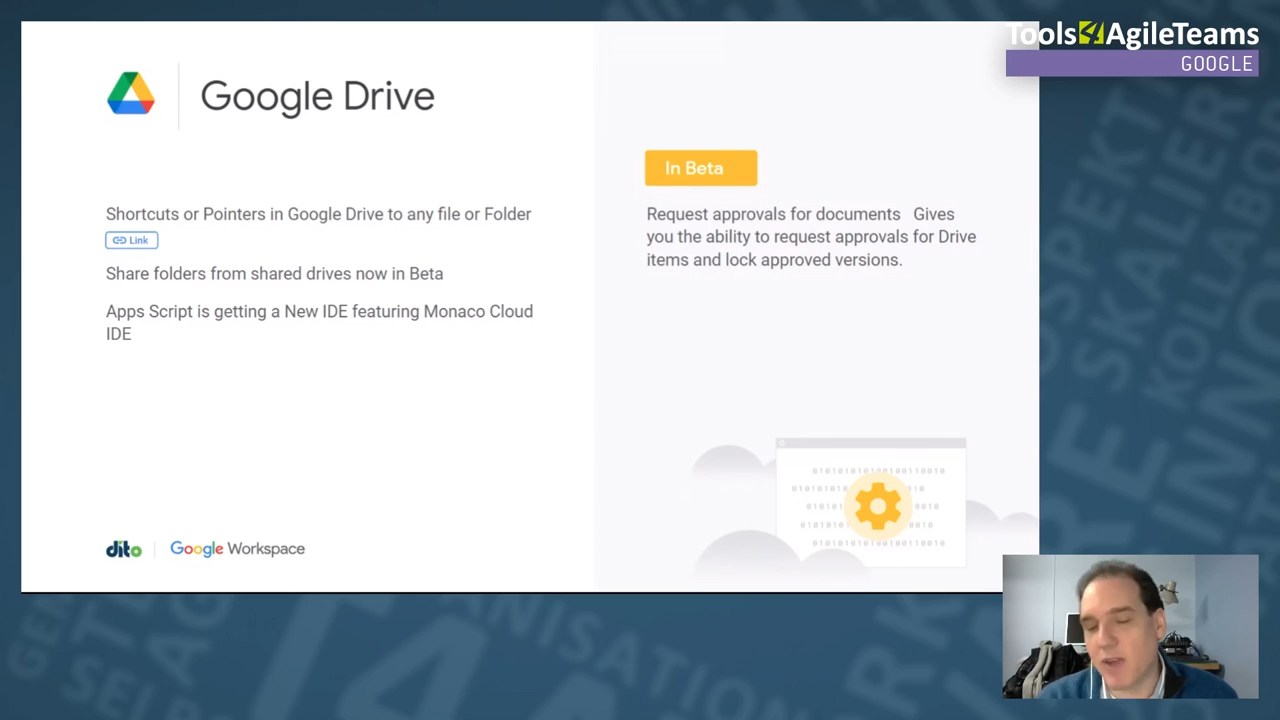 Tools4AgileTeams
GOOGLE
Google Drive
Shortcuts or Pointers in Google Drive to any file or Folder
Link
Share folders from shared drives now in Beta
Apps Script is getting a New IDE featuring Monaco Cloud
IDE
In Beta
Request approvals for documents Gives
you the ability to request approvals for Drive
items and lock approved versions.
dito
Google Workspace
KOLLABO
SKALIER
ANISATION